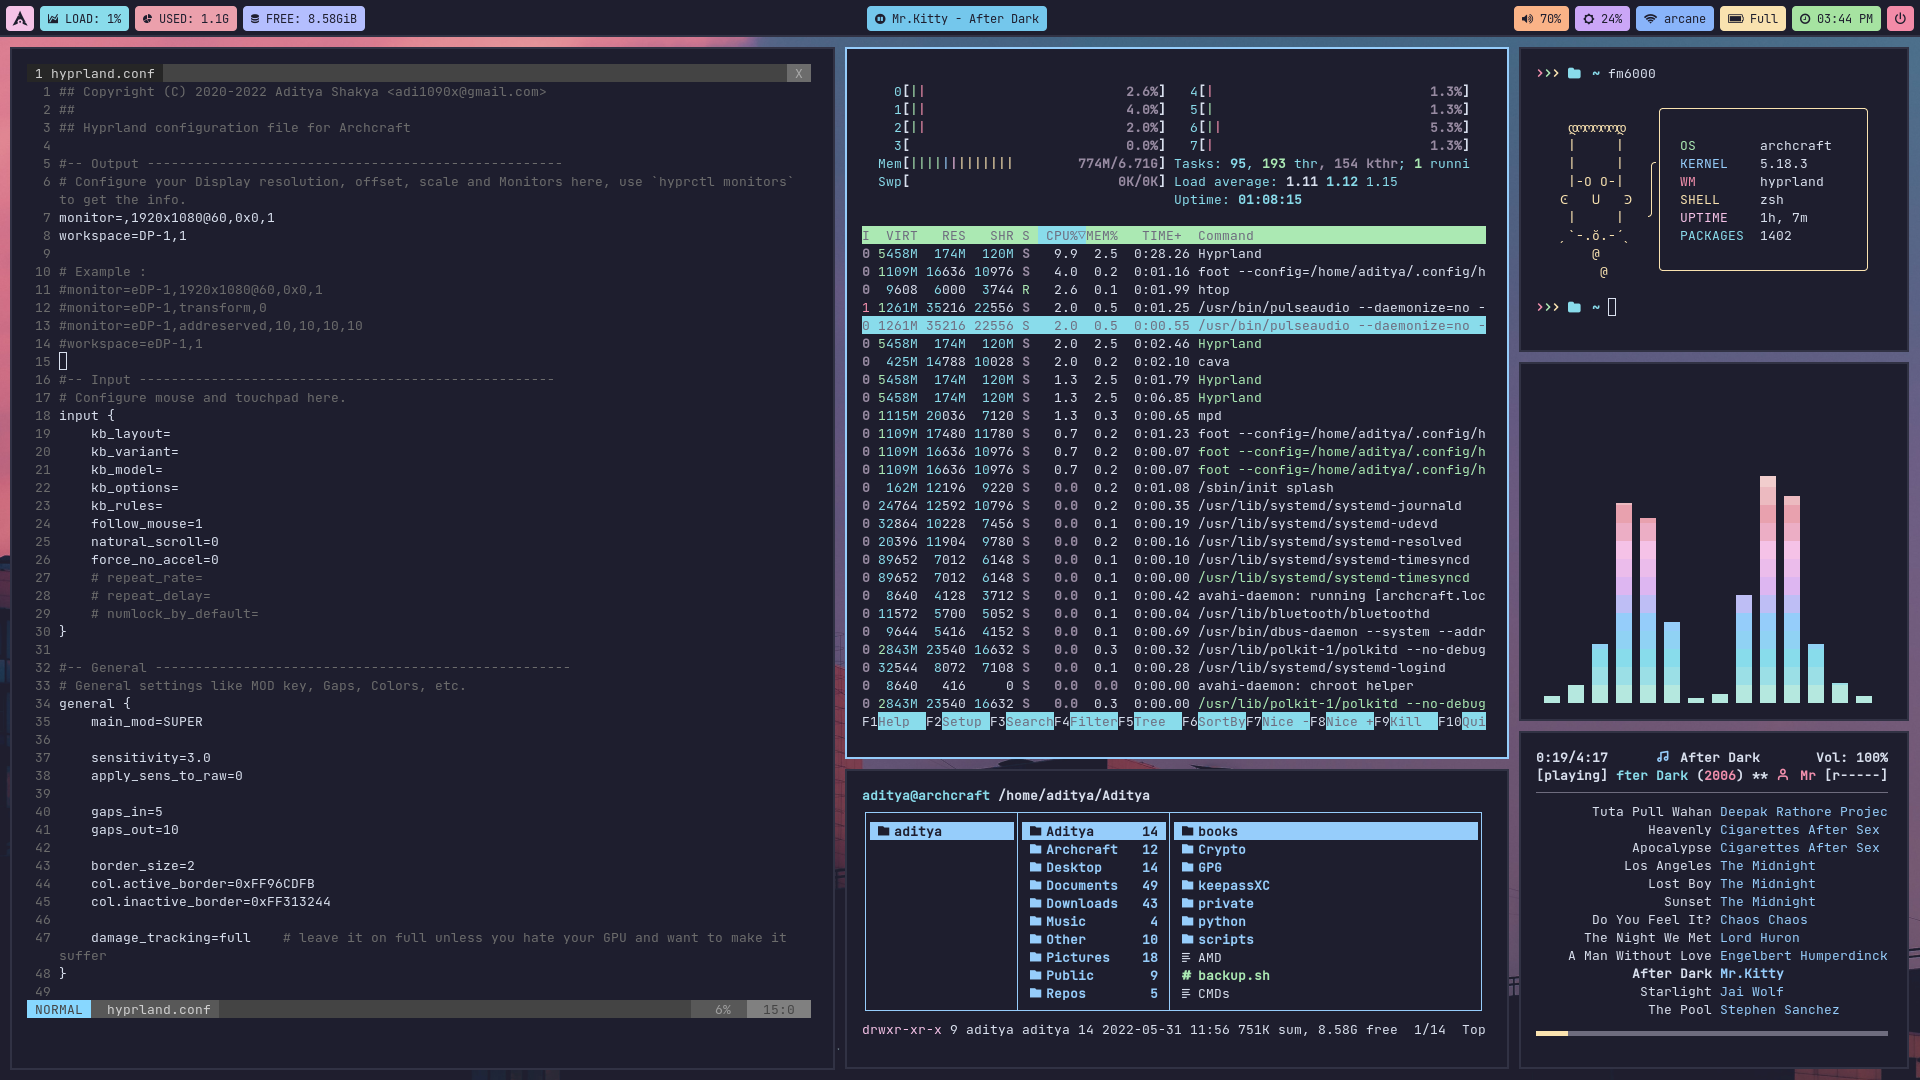 LOAD: 1%
USED: 1.1G
FREE: 8.58GiB
Mr.Kitty - After Dark
70%
24%
arcane
Full
03:44 PM
1 hyprland.conf X
1 ## Copyright (C) 2020-2022 Aditya Shakya <adi1090x@gmail.com>
2 ##
3 ## Hyprland configuration file for Archcraft
4
5 #-- Output ----------------------------------------------------
6 # Configure your Display resolution, offset, scale and Monitors here, use `hyprctl monitors`
to get the info.
7 monitor=,1920x1080@60,0x0,1
8 workspace=DP-1,1
9
10 # Example :
11 #monitor=eDP-1,1920x1080@60,0x0,1
12 #monitor=eDP-1,transform,0
13 #monitor=eDP-1,addreserved,10,10,10,10
14 #workspace=eDP-1,1
15
16 #-- Input ----------------------------------------------------
17 # Configure mouse and touchpad here.
18 input {
19     kb_layout=
20     kb_variant=
21     kb_model=
22     kb_options=
23     kb_rules=
24     follow_mouse=1
25     natural_scroll=0
26     force_no_accel=0
27     # repeat_rate=
28     # repeat_delay=
29     # numlock_by_default=
30 }
31
32 #-- General ----------------------------------------------------
33 # General settings like MOD key, Gaps, Colors, etc.
34 general {
35     main_mod=SUPER
36
37     sensitivity=3.0
38     apply_sens_to_raw=0
39
40     gaps_in=5
41     gaps_out=10
42
43     border_size=2
44     col.active_border=0xFF96CDFB
45     col.inactive_border=0xFF313244
46
47     damage_tracking=full    # leave it on full unless you hate your GPU and want to make it
suffer
48 }
49
NORMAL hyprland.conf 6% 15:0
0[|| 2.6%] 4[| 1.3%]
1[|| 4.0%] 5[| 1.3%]
2[|| 2.0%] 6[|| 5.3%]
3[ 0.0%] 7[| 1.3%]
Mem[||||||||||||| 774M/6.71G] Tasks: 95, 193 thr, 154 kthr; 1 runni
Swp[ 0K/0K] Load average: 1.11 1.12 1.15
Uptime: 01:08:15
I VIRT RES SHR S CPU%▽MEM% TIME+ Command
0 5458M 174M 120M S 9.9 2.5 0:28.26 Hyprland
0 1109M 16636 10976 S 4.0 0.2 0:01.16 foot --config=/home/aditya/.config/h
0 9608 6000 3744 R 2.6 0.1 0:01.99 htop
1 1261M 35216 22556 S 2.0 0.5 0:01.25 /usr/bin/pulseaudio --daemonize=no -
0 1261M 35216 22556 S 2.0 0.5 0:00.55 /usr/bin/pulseaudio --daemonize=no -
0 5458M 174M 120M S 2.0 2.5 0:02.46 Hyprland
0 425M 14788 10028 S 2.0 0.2 0:02.10 cava
0 5458M 174M 120M S 1.3 2.5 0:01.79 Hyprland
0 5458M 174M 120M S 1.3 2.5 0:06.85 Hyprland
0 1115M 20036 7120 S 1.3 0.3 0:00.65 mpd
0 1109M 17480 11780 S 0.7 0.2 0:01.23 foot --config=/home/aditya/.config/h
0 1109M 16636 10976 S 0.7 0.2 0:00.07 foot --config=/home/aditya/.config/h
0 1109M 16636 10976 S 0.7 0.2 0:00.07 foot --config=/home/aditya/.config/h
0 162M 12196 9220 S 0.0 0.2 0:01.08 /sbin/init splash
0 24764 12592 10796 S 0.0 0.2 0:00.35 /usr/lib/systemd/systemd-journald
0 32864 10228 7456 S 0.0 0.1 0:00.19 /usr/lib/systemd/systemd-udevd
0 20396 11904 9780 S 0.0 0.2 0:00.16 /usr/lib/systemd/systemd-resolved
0 89652 7012 6148 S 0.0 0.1 0:00.10 /usr/lib/systemd/systemd-timesyncd
0 89652 7012 6148 S 0.0 0.1 0:00.00 /usr/lib/systemd/systemd-timesyncd
0 8640 4128 3712 S 0.0 0.1 0:00.42 avahi-daemon: running [archcraft.loc
0 11572 5700 5052 S 0.0 0.1 0:00.04 /usr/lib/bluetooth/bluetoothd
0 9644 5416 4152 S 0.0 0.1 0:00.69 /usr/bin/dbus-daemon --system --addr
0 2843M 23540 16632 S 0.0 0.3 0:00.32 /usr/lib/polkit-1/polkitd --no-debug
0 32544 8072 7108 S 0.0 0.1 0:00.28 /usr/lib/systemd/systemd-logind
0 8640 416 0 S 0.0 0.0 0:00.00 avahi-daemon: chroot helper
0 2843M 23540 16632 S 0.0 0.3 0:00.00 /usr/lib/polkit-1/polkitd --no-debug
F1Help F2Setup F3SearchF4FilterF5Tree F6SortByF7Nice -F8Nice +F9Kill F10Qui
aditya@archcraft /home/aditya/Aditya
aditya Aditya 14 books
Archcraft 12 Crypto
Desktop 14 GPG
Documents 49 keepassXC
Downloads 43 private
Music 4 python
Other 10 scripts
Pictures 18 AMD
Public 9 # backup.sh
Repos 5 CMDs
drwxr-xr-x 9 aditya aditya 14 2022-05-31 11:56 751K sum, 8.58G free 1/14 Top
>>> ~ fm6000
OS archcraft
KERNEL 5.18.3
WM hyprland
SHELL zsh
UPTIME 1h, 7m
PACKAGES 1402
>>> ~
0:19/4:17 After Dark Vol: 100%
[playing] fter Dark (2006) ** Mr [r-----]
Tuta Pull Wahan Deepak Rathore Projec
Heavenly Cigarettes After Sex
Apocalypse Cigarettes After Sex
Los Angeles The Midnight
Lost Boy The Midnight
Sunset The Midnight
Do You Feel It? Chaos Chaos
The Night We Met Lord Huron
A Man Without Love Engelbert Humperdinck
After Dark Mr.Kitty
Starlight Jai Wolf
The Pool Stephen Sanchez